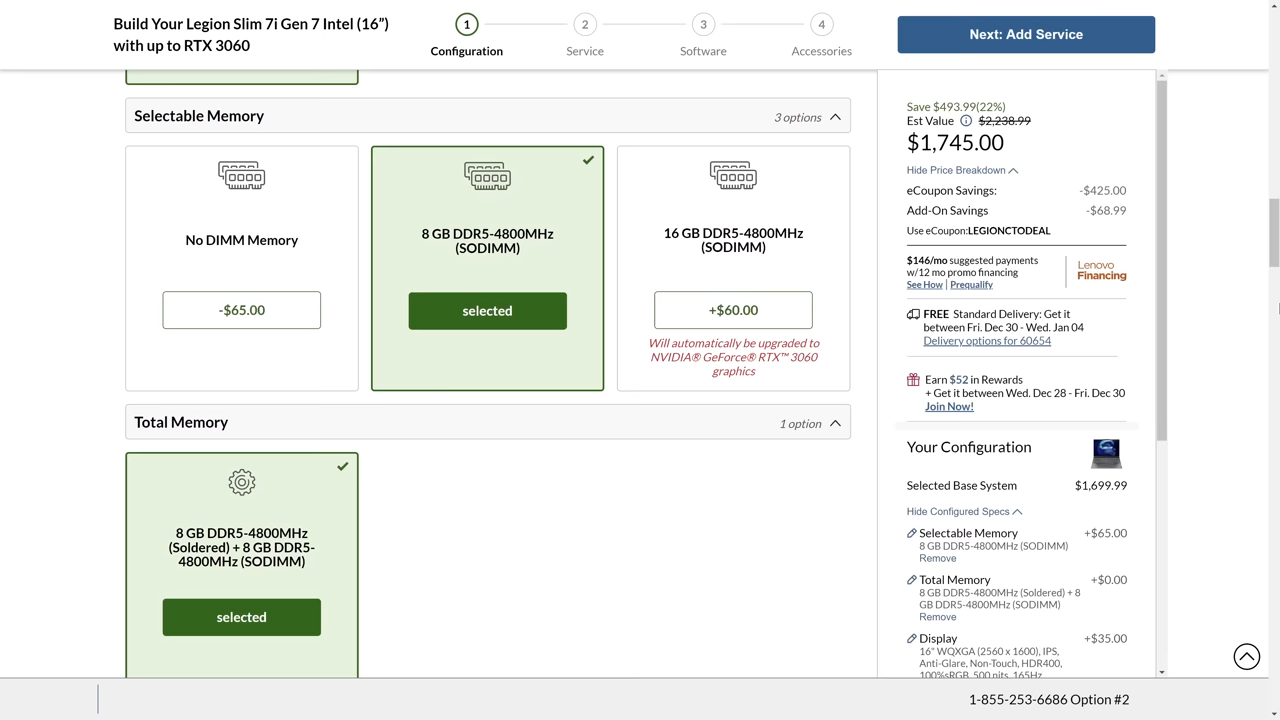 Build Your Legion Slim 7i Gen 7 Intel (16”)
with up to RTX 3060
1
2
3
4
Configuration
Service
Software
Accessories
Next: Add Service
Selectable Memory
3 options
No DIMM Memory
-$65.00
8 GB DDR5-4800MHz
(SODIMM)
selected
16 GB DDR5-4800MHz
(SODIMM)
+$60.00
Will automatically be upgraded to
NVIDIA® GeForce® RTX™ 3060
graphics
Total Memory
1 option
8 GB DDR5-4800MHz
(Soldered) + 8 GB DDR5-
4800MHz (SODIMM)
selected
Save $493.99(22%)
Est Value $2,238.99
$1,745.00
Hide Price Breakdown
eCoupon Savings: -$425.00
Add-On Savings -$68.99
Use eCoupon:LEGIONCTODEAL
$146/mo suggested payments
w/12 mo promo financing
See How | Prequalify
Lenovo
Financing
FREE Standard Delivery: Get it
between Fri. Dec 30 - Wed. Jan 04
Delivery options for 60654
Earn $52 in Rewards
+ Get it between Wed. Dec 28 - Fri. Dec 30
Join Now!
Your Configuration
Selected Base System $1,699.99
Hide Configured Specs
Selectable Memory +$65.00
8 GB DDR5-4800MHz (SODIMM)
Remove
Total Memory +$0.00
8 GB DDR5-4800MHz (Soldered) + 8
GB DDR5-4800MHz (SODIMM)
Remove
Display +$35.00
16" WQXGA (2560 x 1600), IPS,
Anti-Glare, Non-Touch, HDR400,
100%sRGB, 500 nits, 165Hz
1-855-253-6686 Option #2